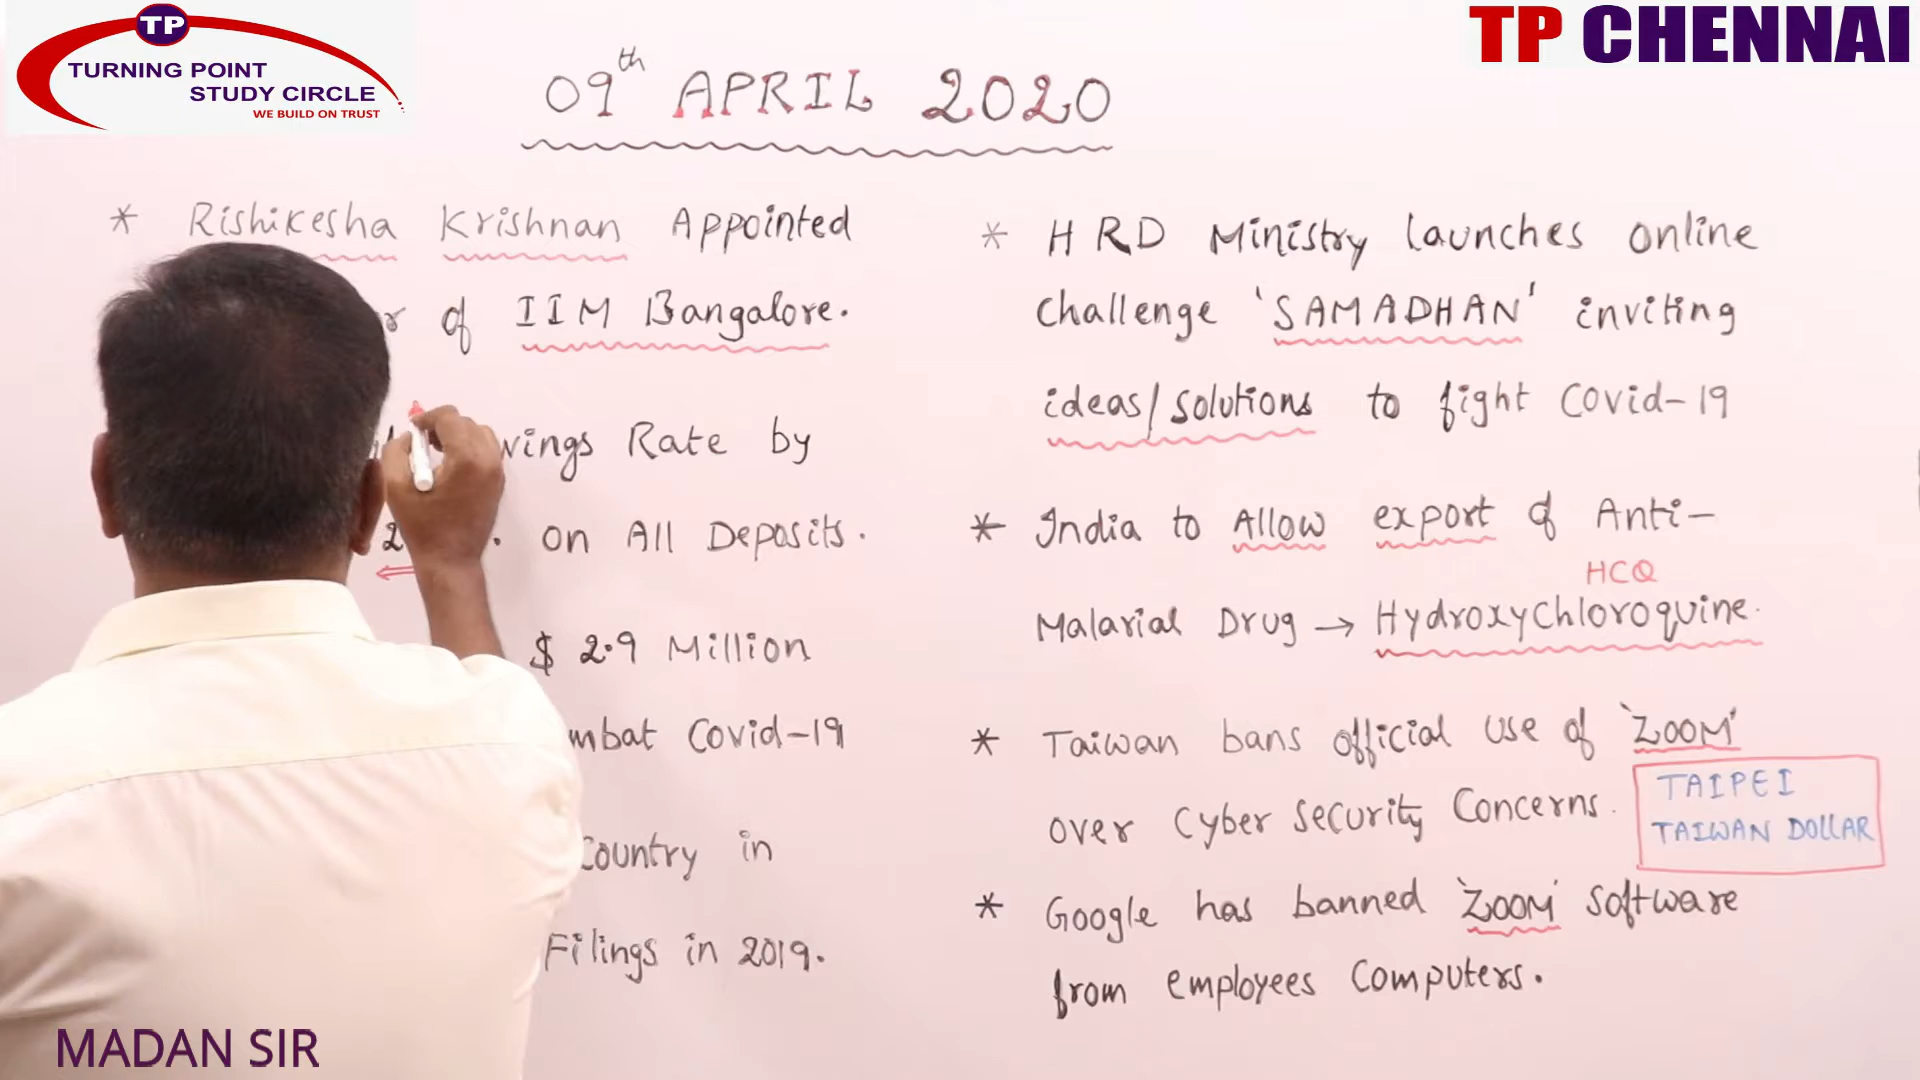 TP
TURNING POINT
STUDY CIRCLE
WE BUILD ON TRUST
TP CHENNAI
09th APRIL 2020
* Rishikesha Krishnan Appointed
of IIM Bangalore.
Rate by
on All Deposits.
$ 2.9 Million
Covid-19
Country in
Filings in 2019.
* HRD Ministry launches online
challenge 'SAMADHAN' inviting
ideas/solutions to fight Covid-19
* India to Allow export of Anti-
HCQ
Malarial Drug → Hydroxychloroquine.
* Taiwan bans official use of 'ZOOM'
over Cyber Security Concerns.
TAIPEI
TAIWAN DOLLAR
* Google has banned 'ZOOM' Software
from employees Computers.
MADAN SIR